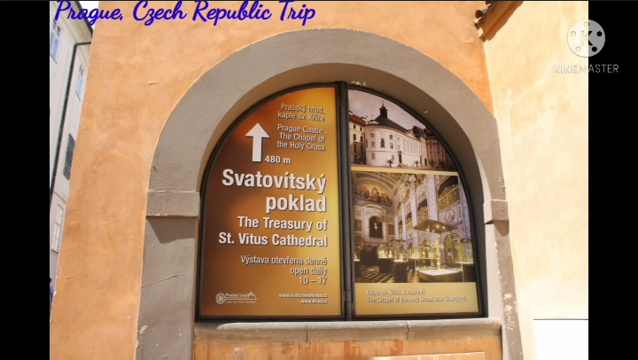 Prague, Czech Republic Trip
KINEMASTER
Pražský hrad,
kaple sv. Kříže
Prague Castle,
The Chapel of
the Holy Cross
480 m
Svatovítský
poklad
The Treasury of
St. Vitus Cathedral
Výstava otevřena denně
open daily
10 – 17
The Chapel of the Holy Cross